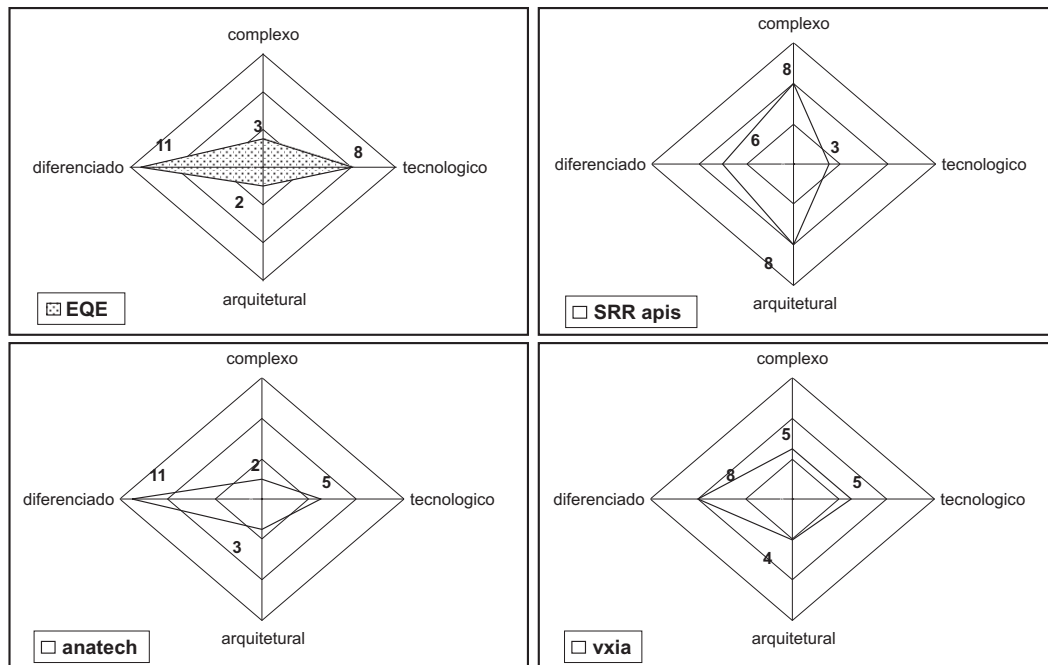 complexo
3
11
8
diferenciado
tecnologico
2
arquitetural
EQE
complexo
8
6
3
diferenciado
tecnologico
8
arquitetural
SRR apis
complexo
2
11
5
diferenciado
tecnologico
3
arquitetural
anatech
complexo
5
8
5
diferenciado
tecnologico
4
arquitetural
vxia